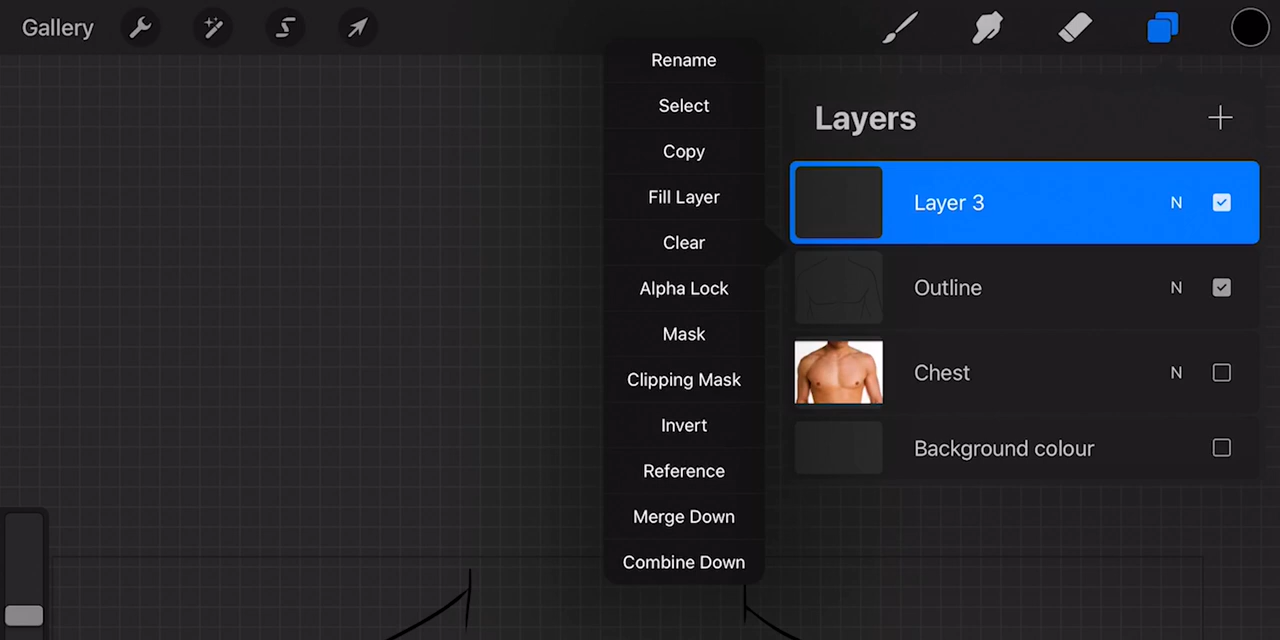 Gallery
Rename
Select
Copy
Fill Layer
Clear
Alpha Lock
Mask
Clipping Mask
Invert
Reference
Merge Down
Combine Down
Layers
Layer 3 N
Outline N
Chest N
Background colour